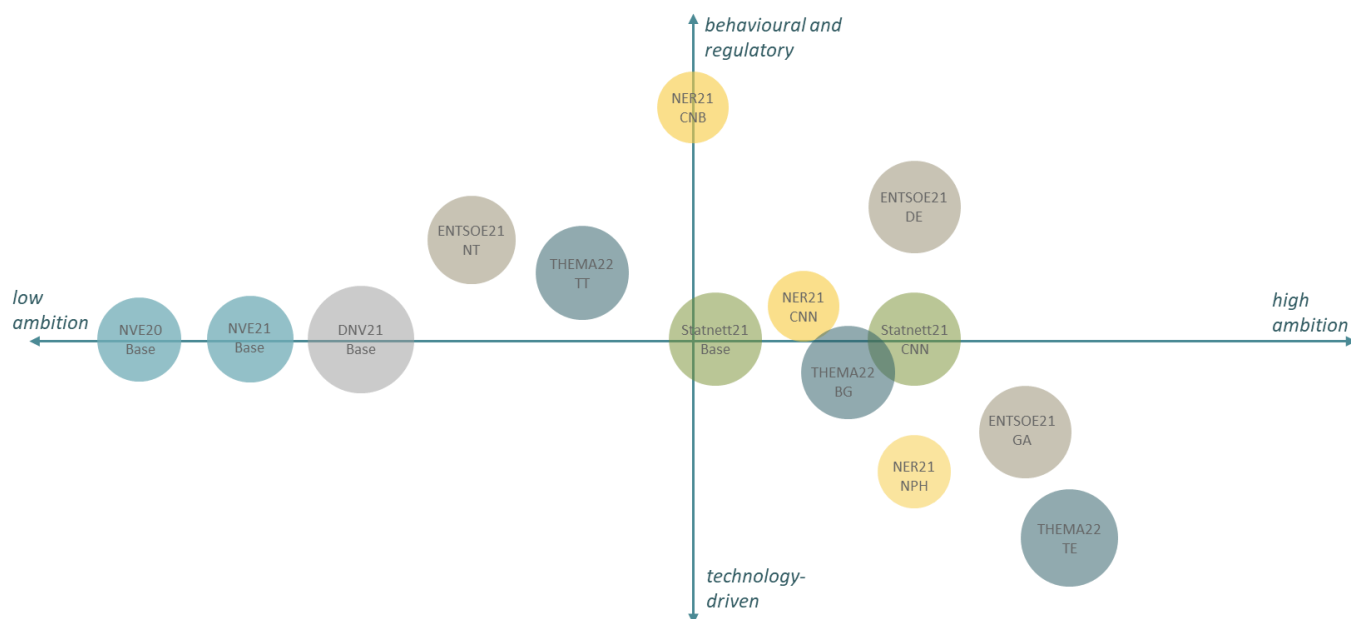 behavioural and
regulatory
NER21
CNB
ENTSOE21
DE
ENTSOE21
NT
THEMA22
TT
low
ambition
NVE20
Base
NVE21
Base
DNV21
Base
Statnett21
Base
NER21
CNN
Statnett21
CNN
high
ambition
THEMA22
BG
ENTSOE21
GA
NER21
NPH
THEMA22
TE
technology-
driven